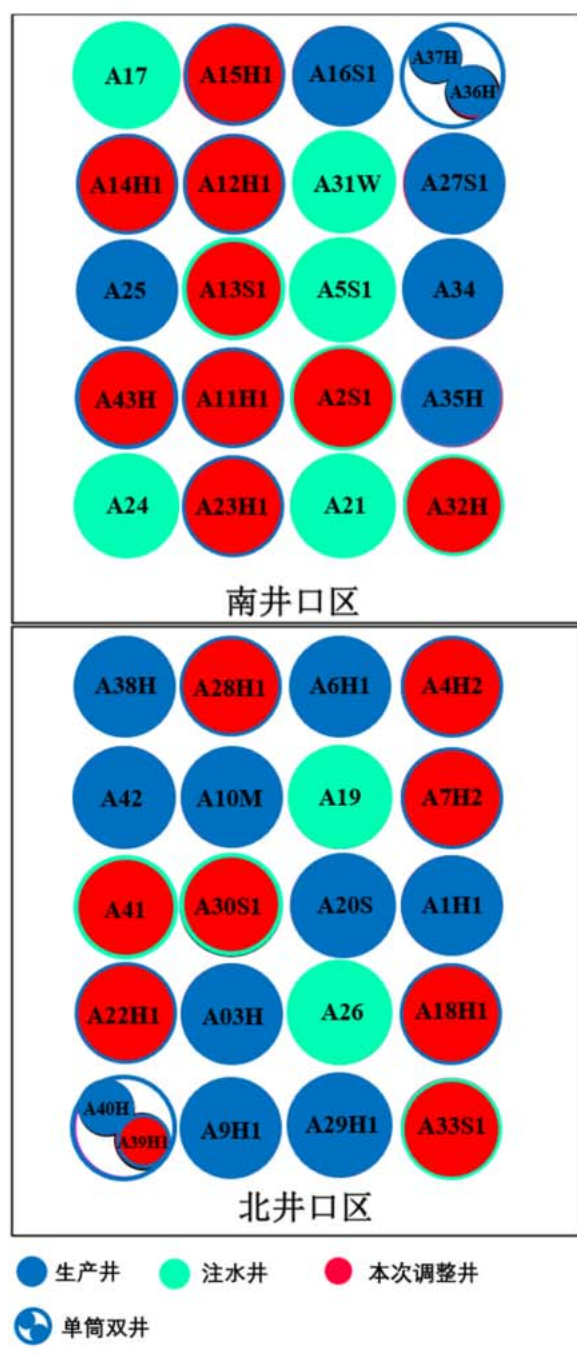 A17 A15H1 A16S1 A37H
A36H
A14H1 A12H1 A31W A27S1
A25 A13S1 A5S1 A34
A43H A11H1 A2S1 A35H
A24 A23H1 A21 A32H
南井口区
A38H A28H1 A6H1 A4H2
A42 A10M A19 A7H2
A41 A30S1 A20S A1H1
A22H1 A03H A26 A18H1
A40H
A39H1 A9H1 A29H1 A33S1
北井口区
生产井 注水井 本次调整井
单筒双井